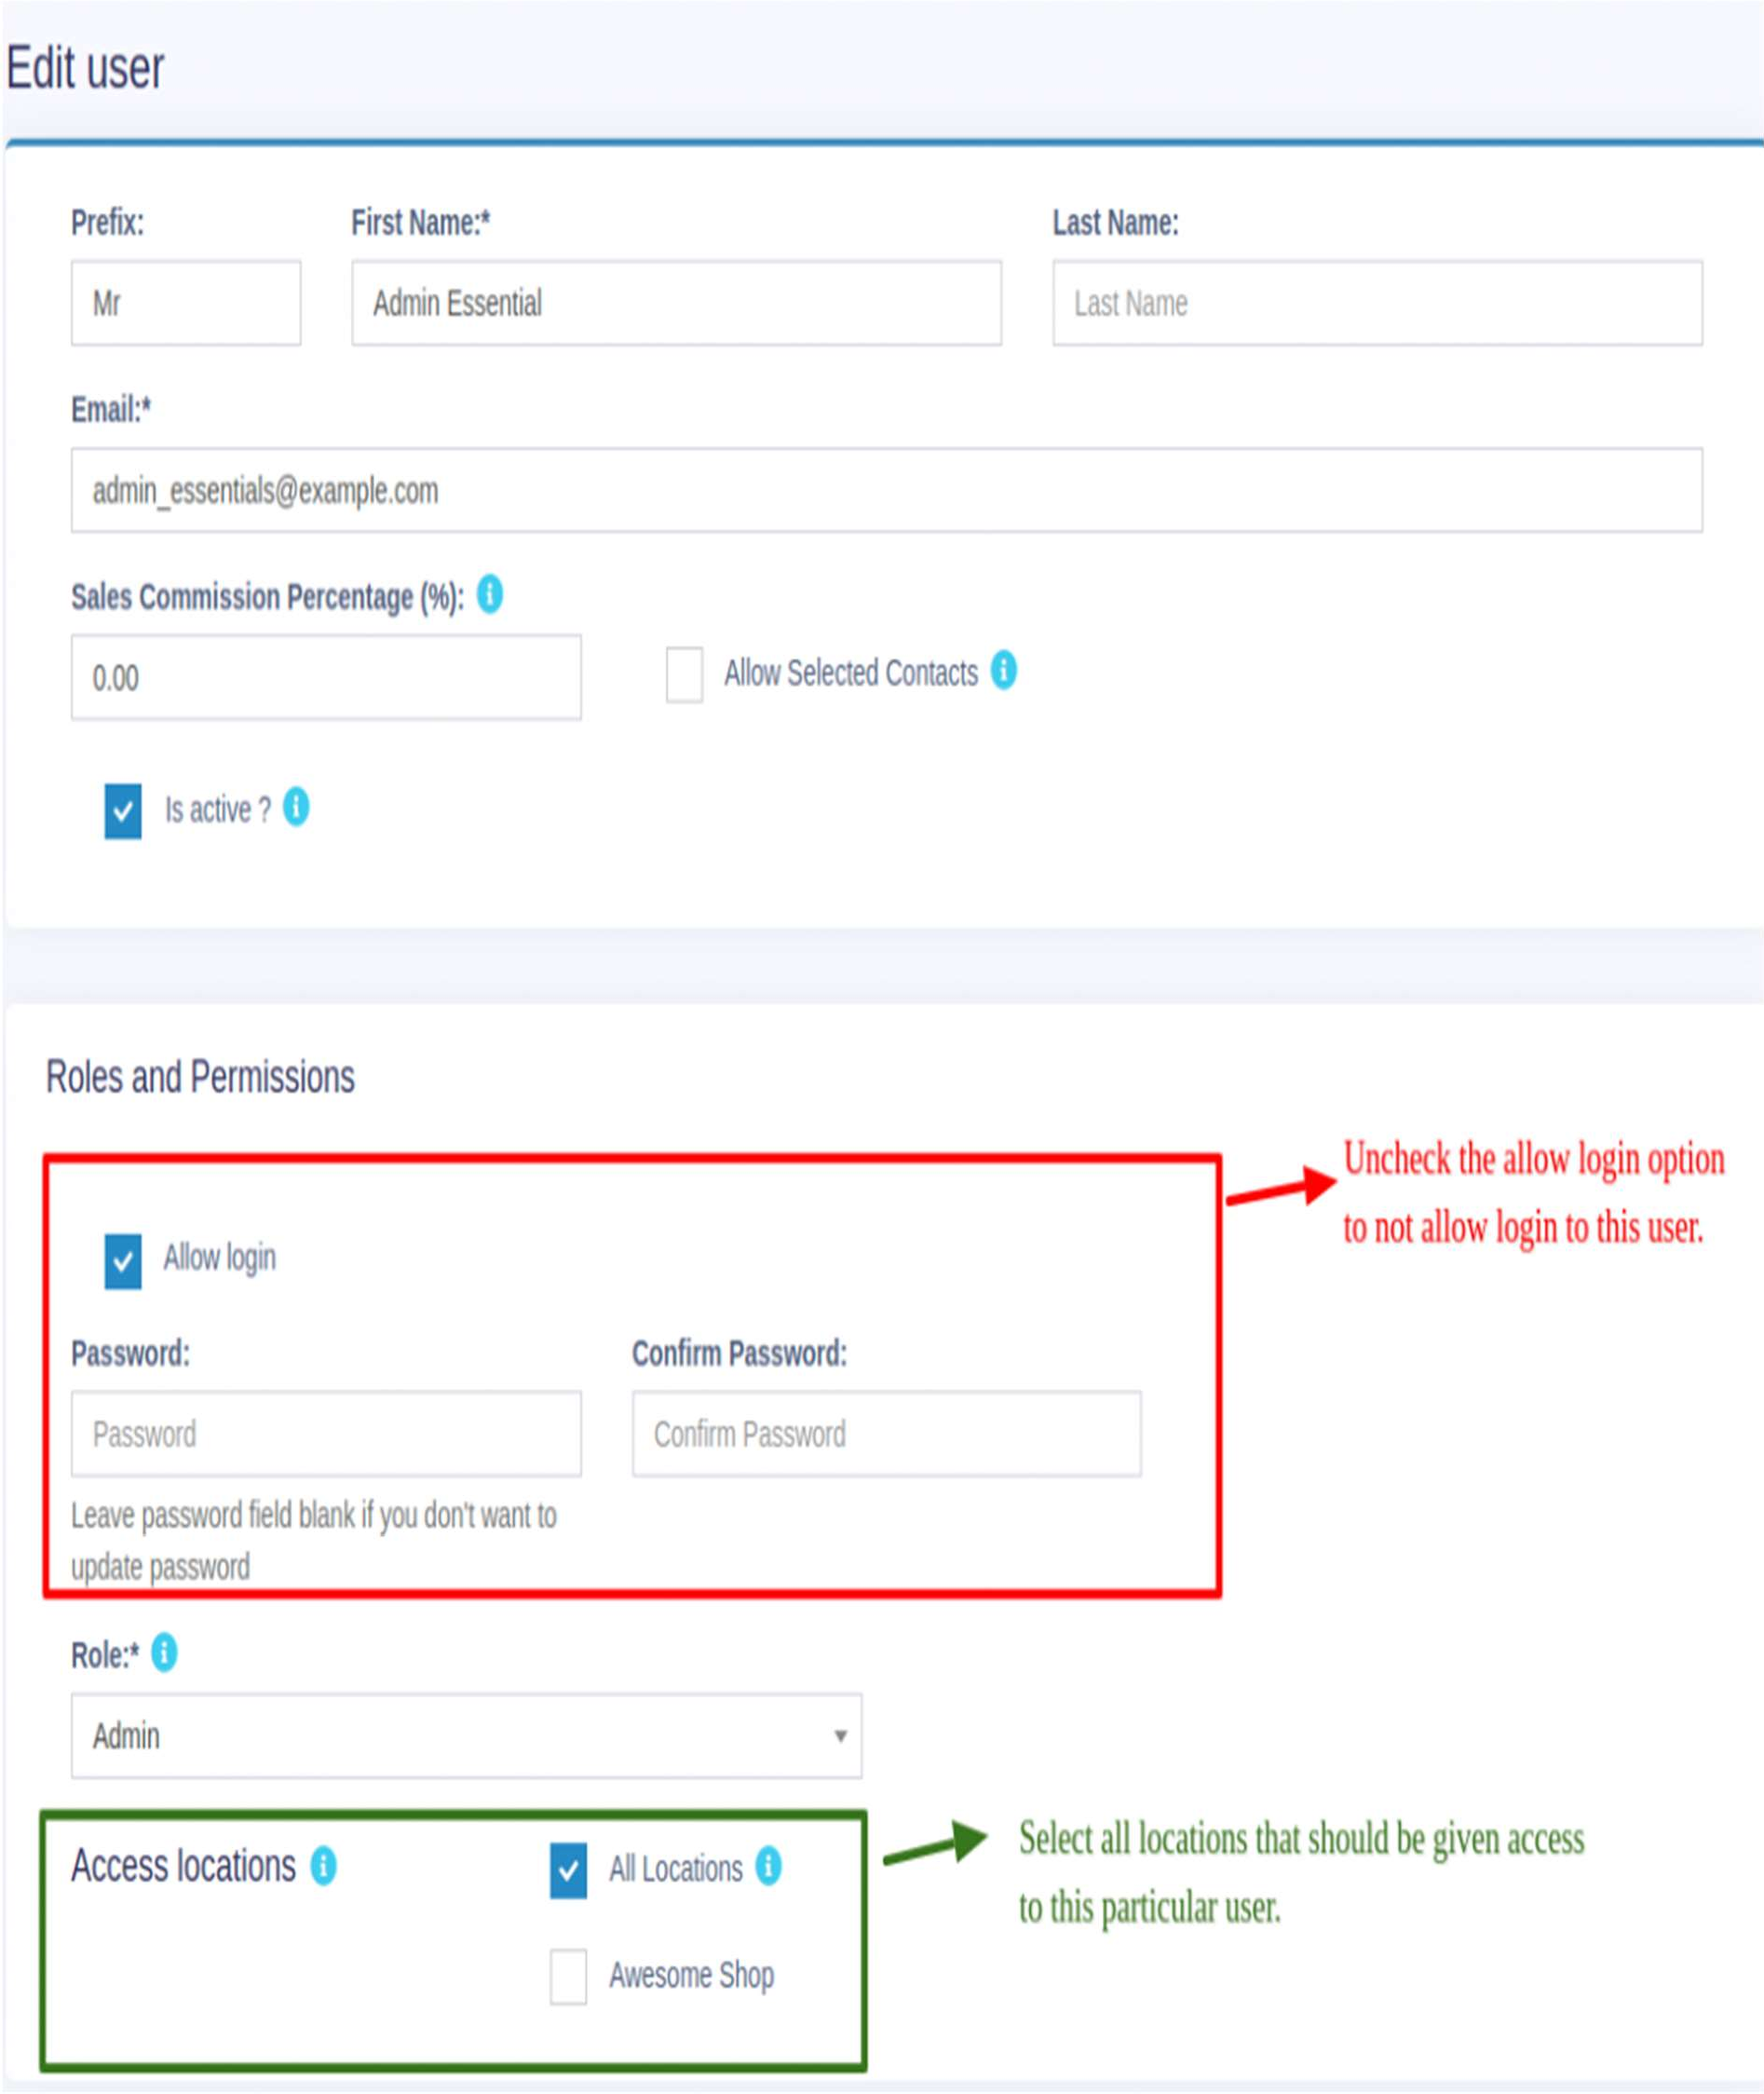 Edit user
Prefix: First Name:* Last Name:
Mr Admin Essential Last Name
Email:*
admin_essentials@example.com
Sales Commission Percentage (%):
0.00 Allow Selected Contacts
Is active ?
Roles and Permissions
Uncheck the allow login option
to not allow login to this user.
Allow login
Password: Confirm Password:
Password Confirm Password
Leave password field blank if you don't want to
update password
Role:*
Admin
Access locations All Locations
Select all locations that should be given access
to this particular user.
Awesome Shop